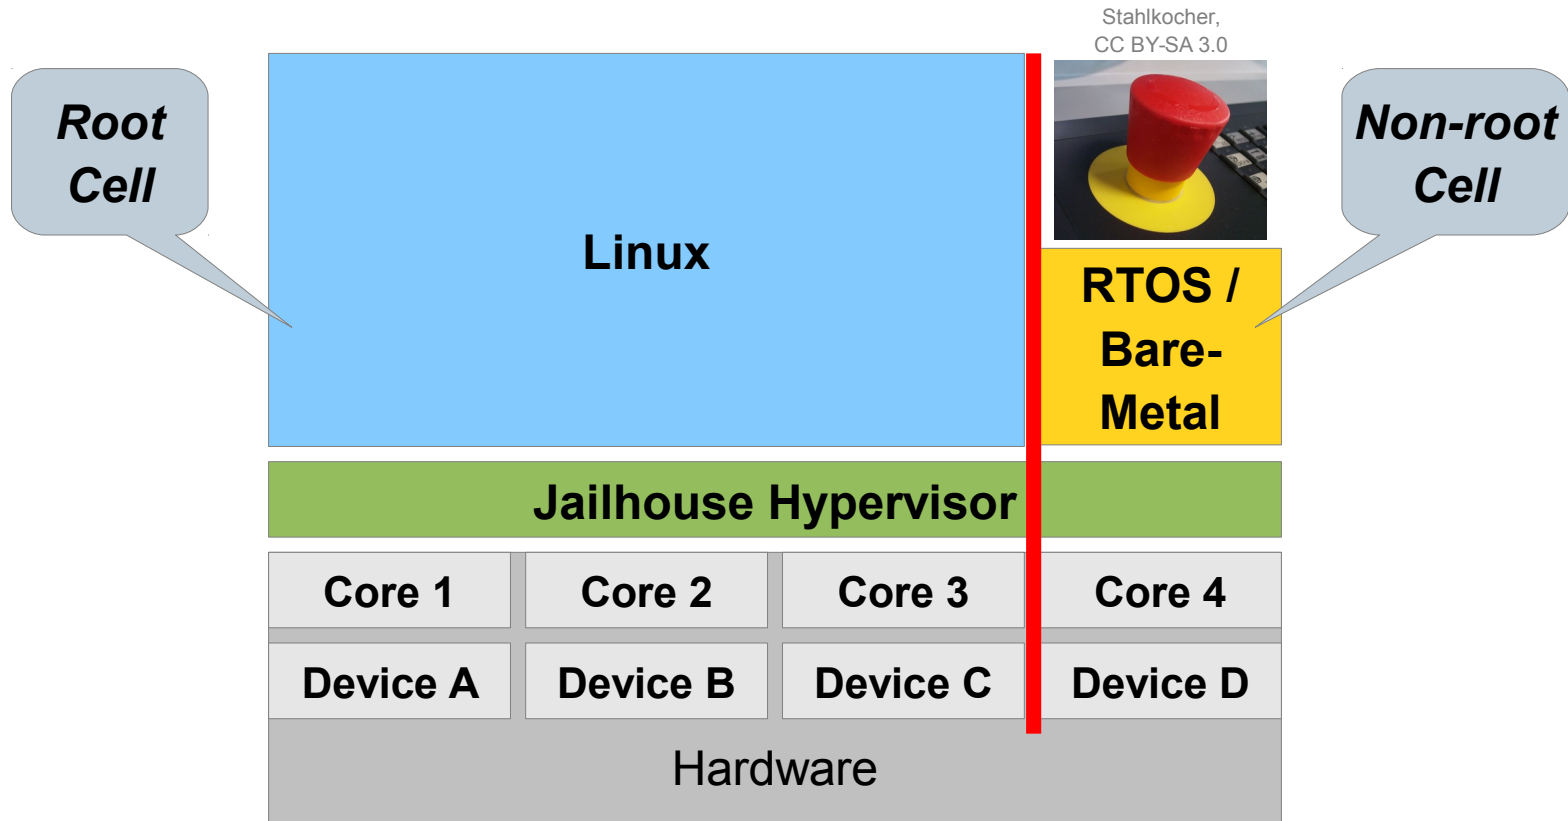 Stahlkocher,
CC BY-SA 3.0
Root
Cell
Non-root
Cell
Linux
RTOS /
Bare-
Metal
Jailhouse Hypervisor
Core 1
Core 2
Core 3
Core 4
Device A
Device B
Device C
Device D
Hardware